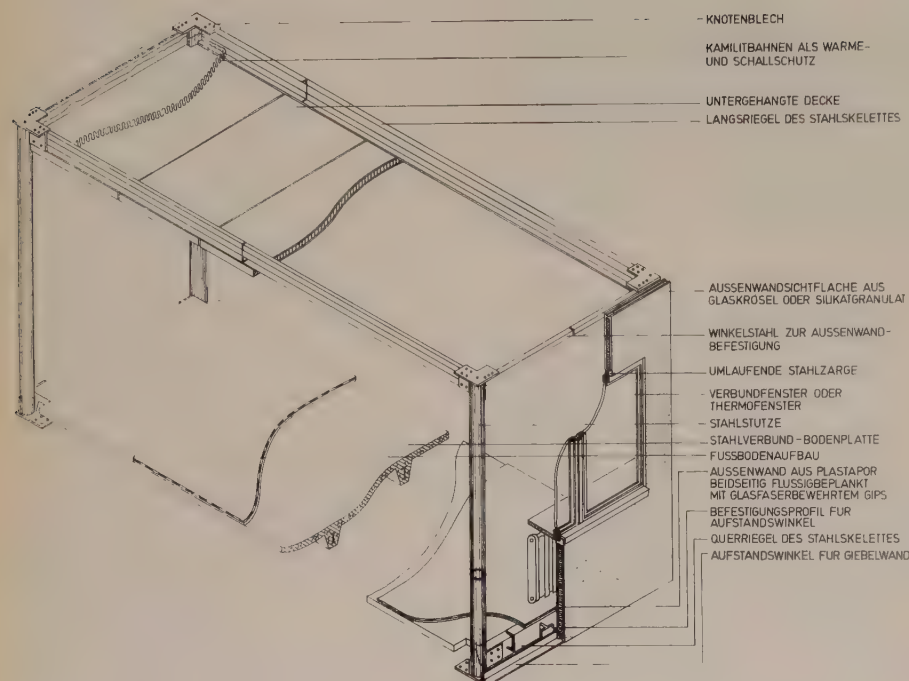 KNOTENBLECH
KAMILITBAHNEN ALS WARME-
UND SCHALLSCHUTZ
UNTERGEHANGTE DECKE
LANGSRIEGEL DES STAHLSKELETTES
AUSSENWANDSICHTFLACHE AUS
GLASKROSEL ODER SILIKATGRANULAT
WINKELSTAHL ZUR AUSSENWAND-
BEFESTIGUNG
UMLAUFENDE STAHLZARGE
VERBUNDFENSTER ODER
THERMOFENSTER
STAHLSTUTZE
STAHLVERBUND-BODENPLATTE
FUSSBODENAUFBAU
AUSSENWAND AUS PLASTAPOR
BEIDSEITIG FLUSSIGBEPLANKT
MIT GLASFASERBEWEHRTEM GIPS
BEFESTIGUNGSPROFIL FUR
AUFSTANDSWINKEL
QUERRIEGEL DES STAHLSKELETTES
AUFSTANDSWINKEL FUR GIEBELWAND